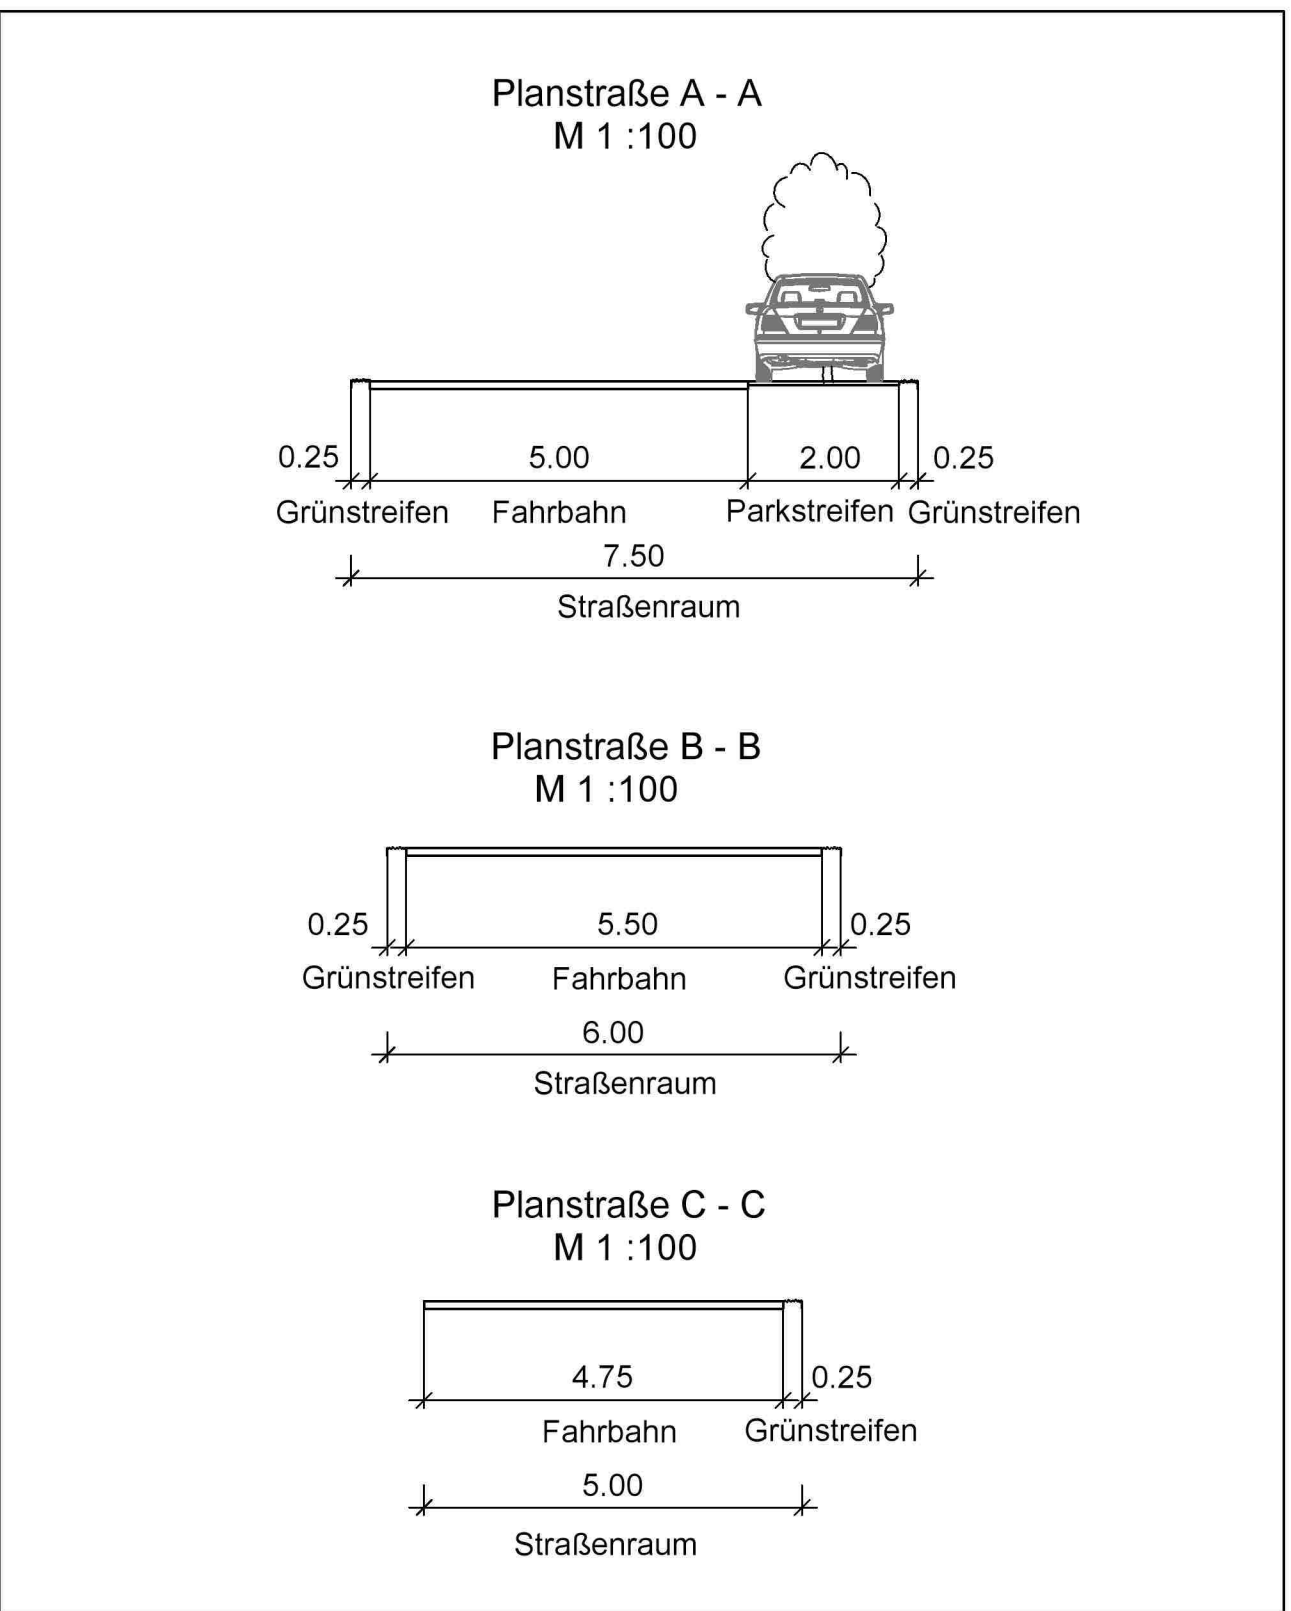 Planstraße A - A
M 1 :100
0.25 5.00 2.00 0.25
Grünstreifen Fahrbahn Parkstreifen Grünstreifen
7.50
Straßenraum
Planstraße B - B
M 1 :100
0.25 5.50 0.25
Grünstreifen Fahrbahn Grünstreifen
6.00
Straßenraum
Planstraße C - C
M 1 :100
4.75 0.25
Fahrbahn Grünstreifen
5.00
Straßenraum